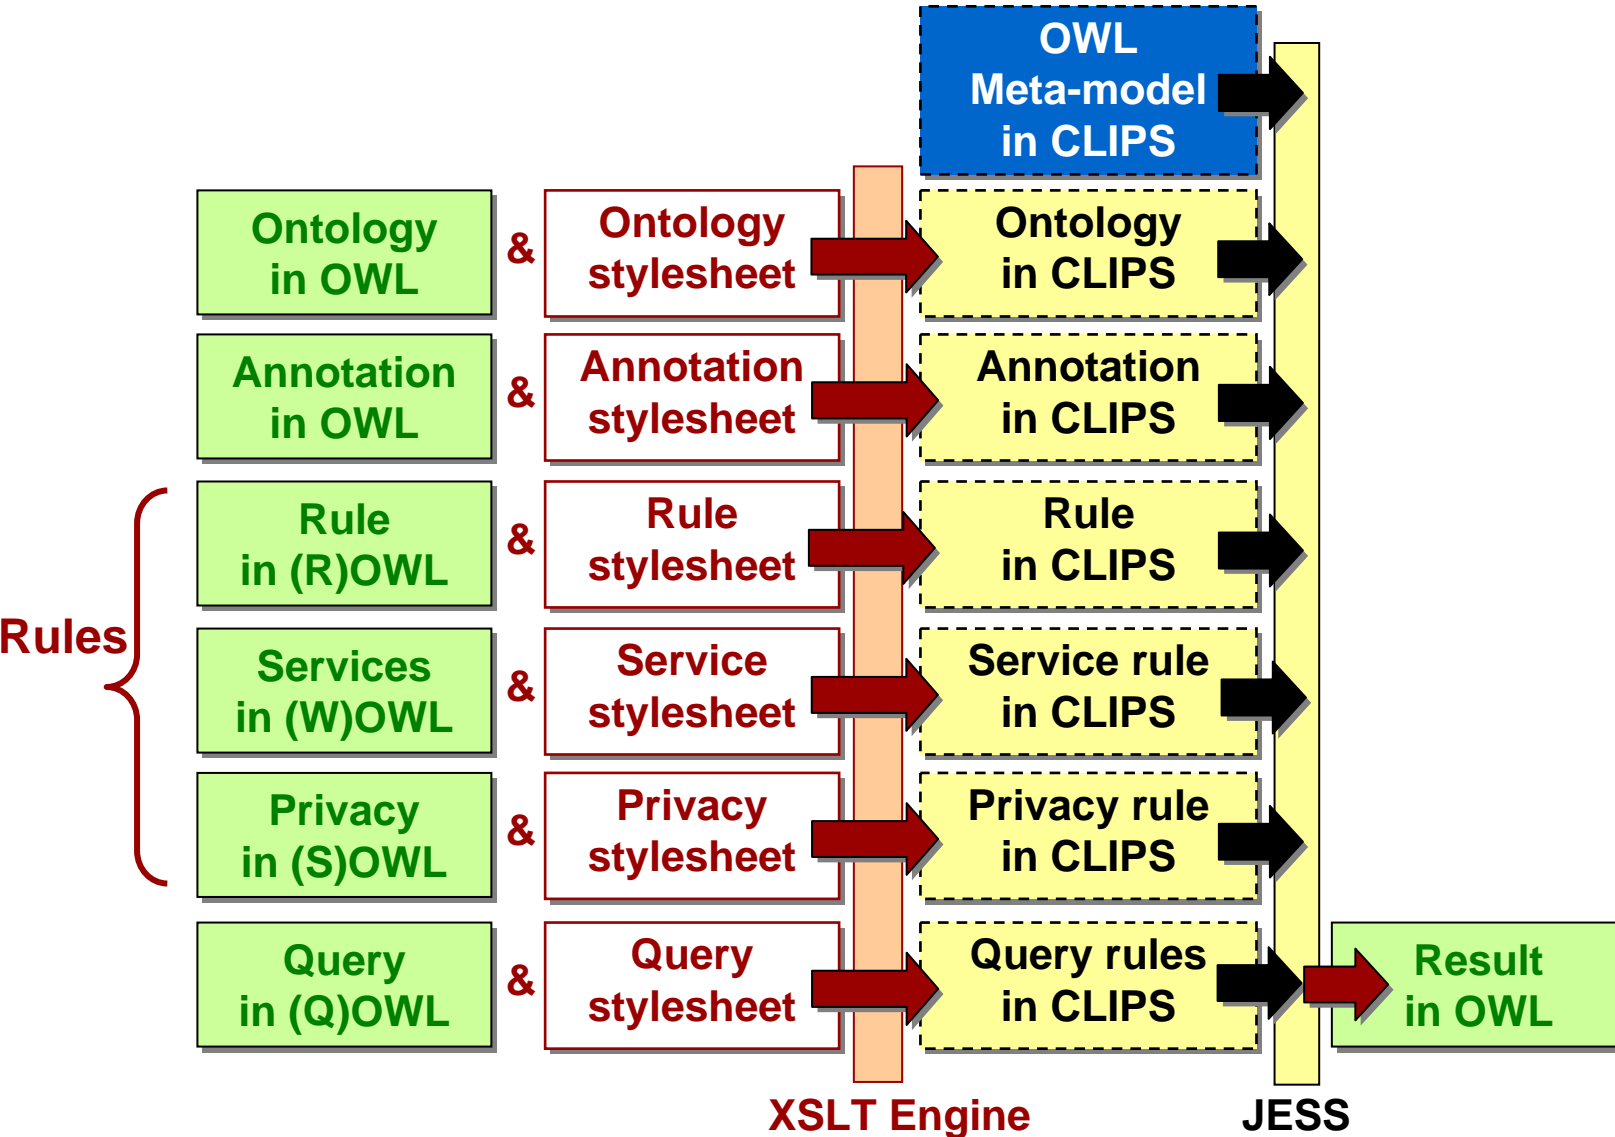 OWL
Meta-model
in CLIPS
Ontology
in OWL
&
Ontology
stylesheet
Ontology
in CLIPS
Annotation
in OWL
&
Annotation
stylesheet
Annotation
in CLIPS
Rules
Rule
in (R)OWL
&
Rule
stylesheet
Rule
in CLIPS
Services
in (W)OWL
&
Service
stylesheet
Service rule
in CLIPS
Privacy
in (S)OWL
&
Privacy
stylesheet
Privacy rule
in CLIPS
Query
in (Q)OWL
&
Query
stylesheet
Query rules
in CLIPS
Result
in OWL
XSLT Engine
JESS